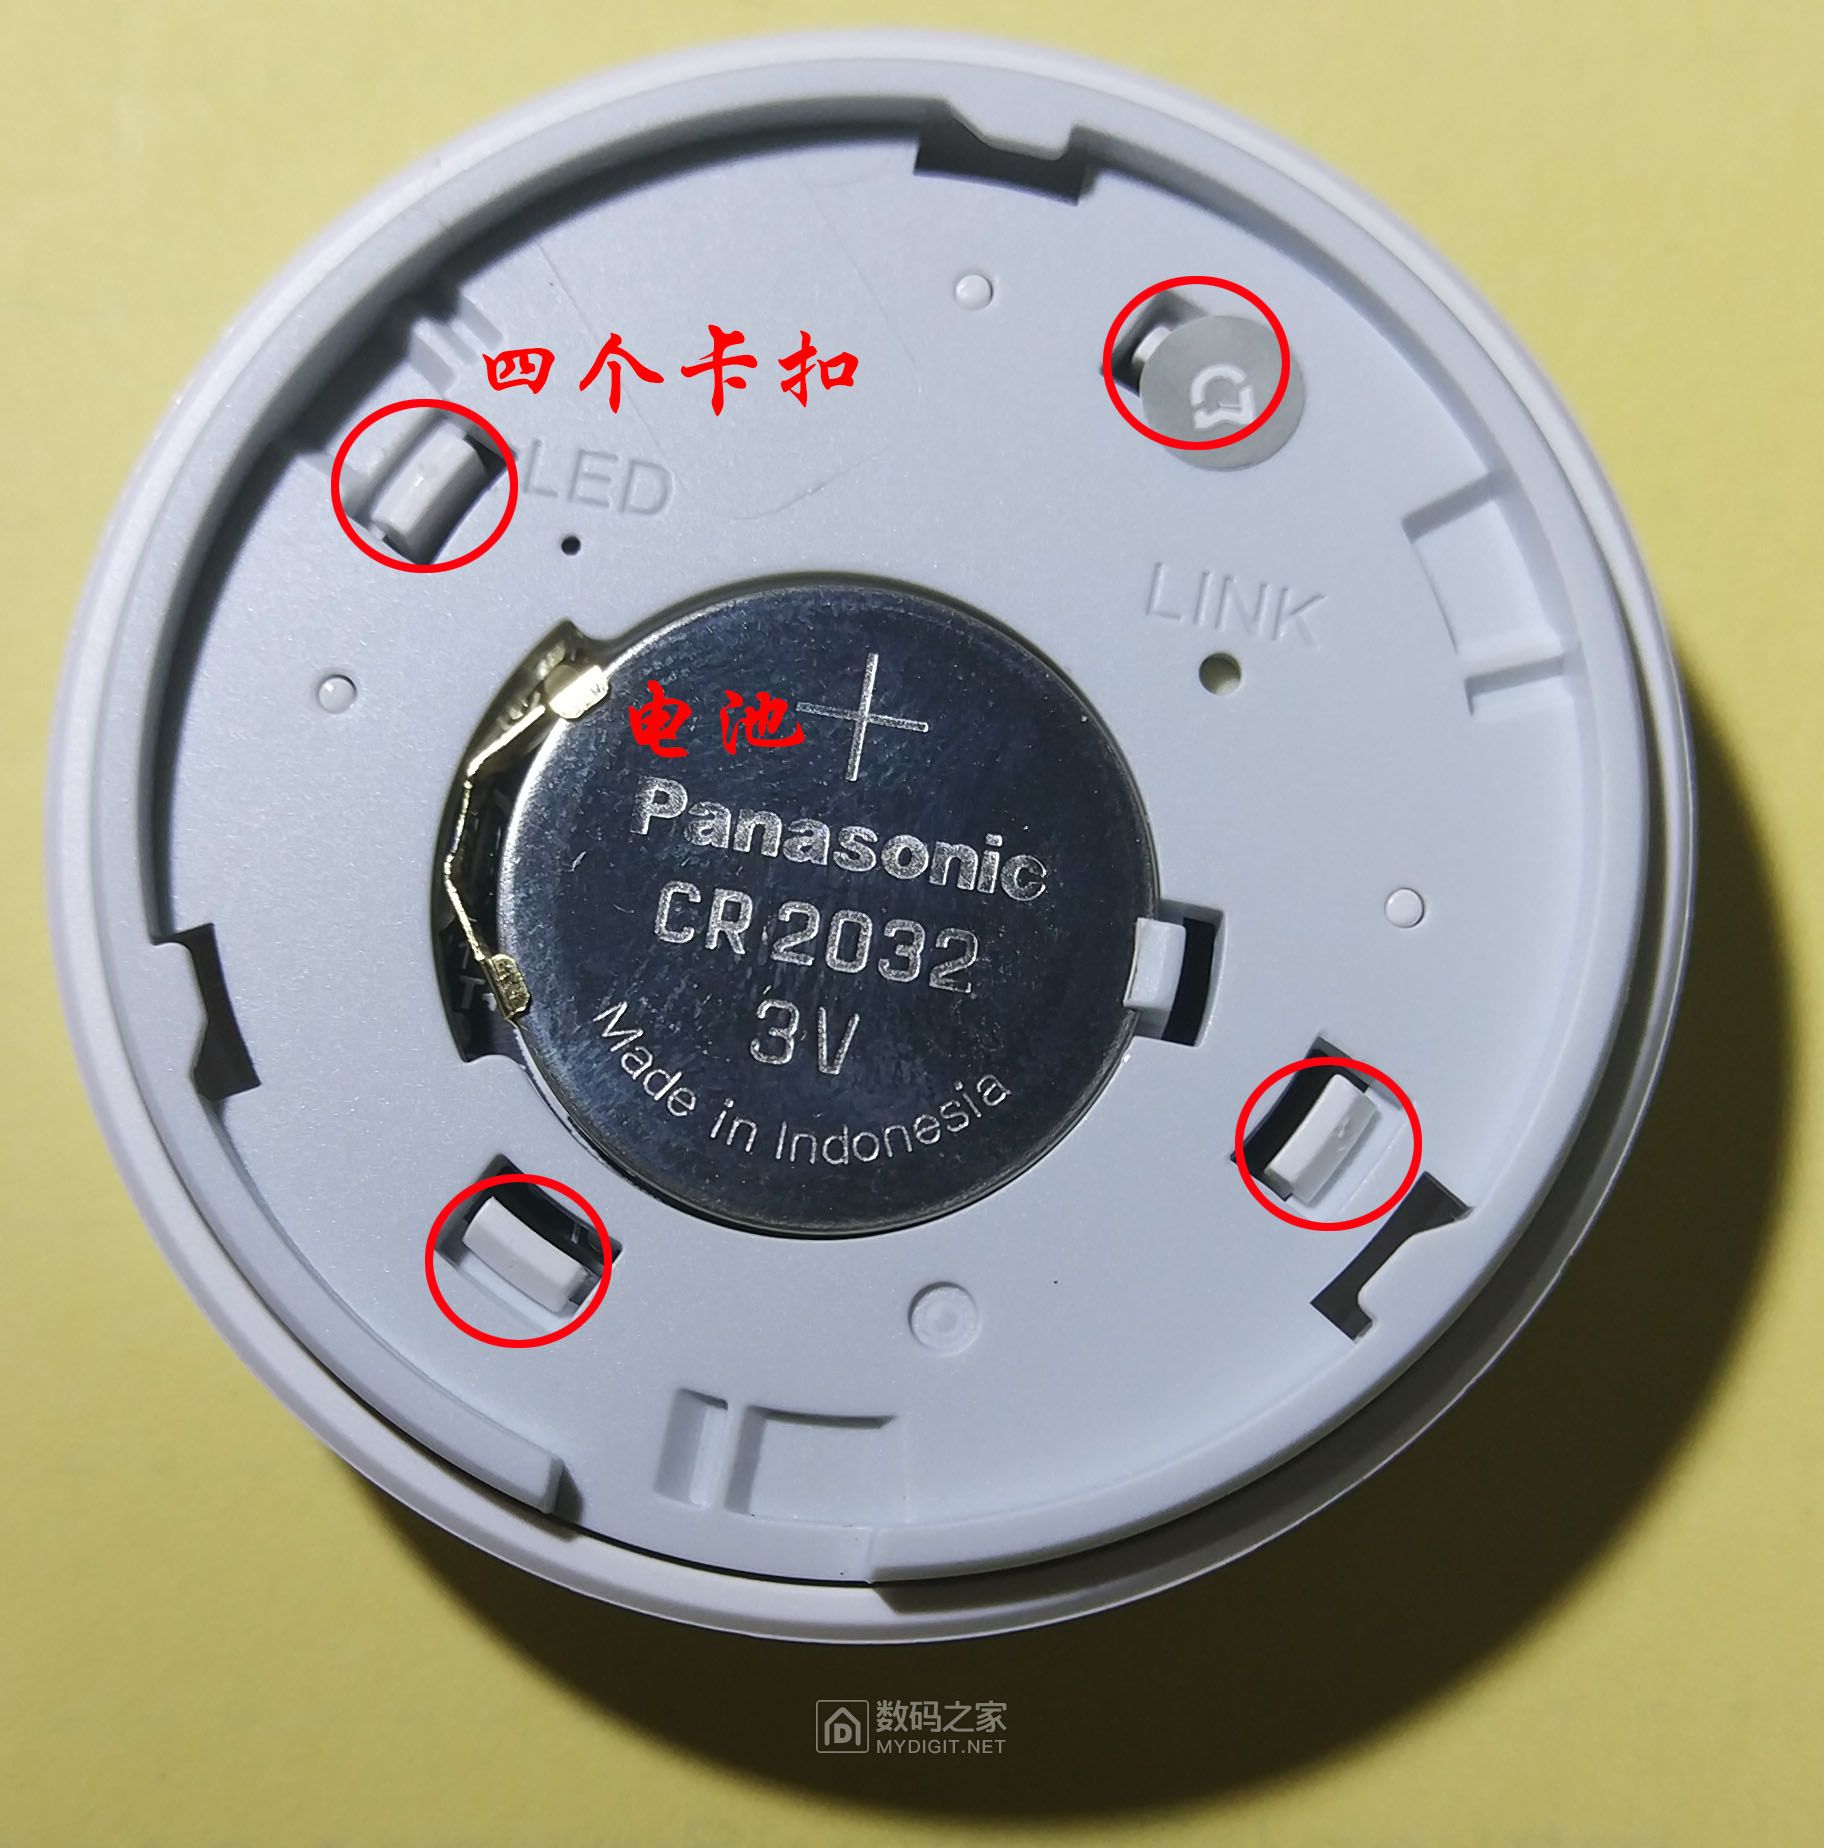 四个卡扣
LED
LINK
电池
+
Panasonic
CR2032
3V
Made in Indonesia
数码之家
MYDIGIT.NET